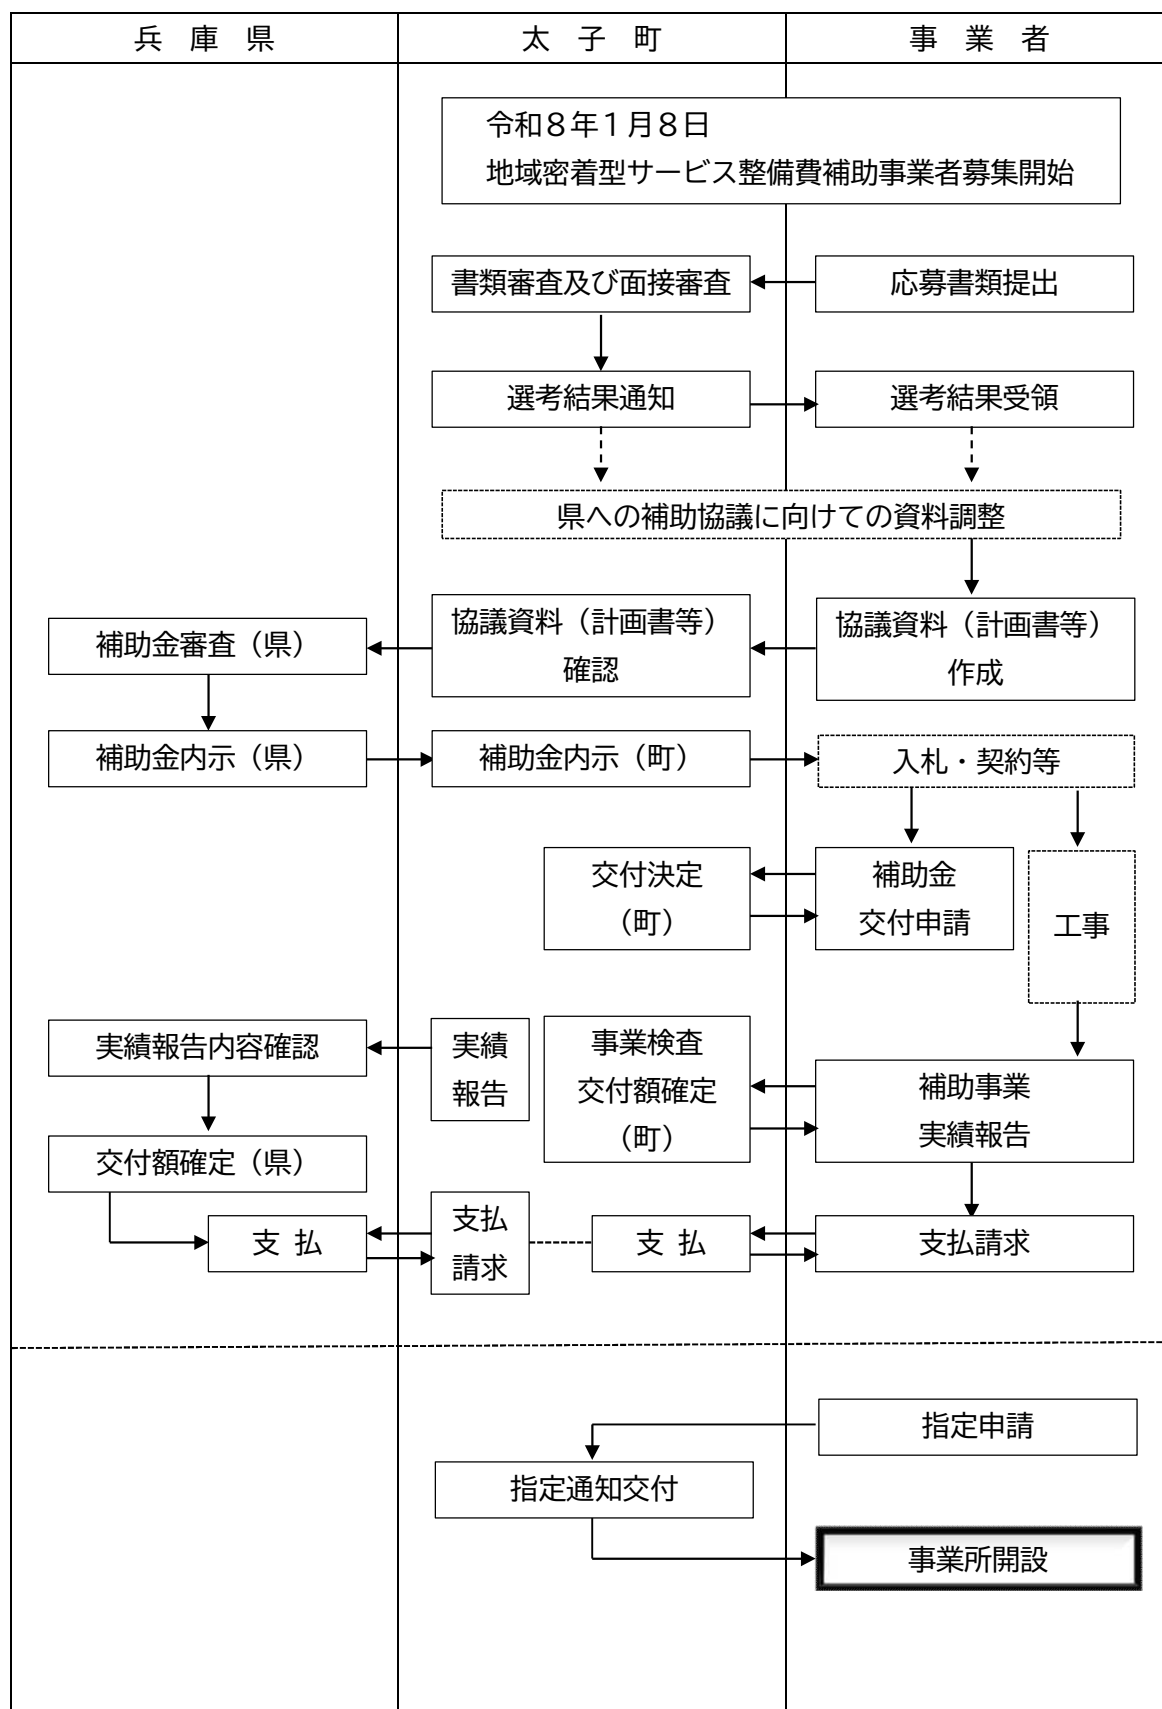 兵 庫 県
太 子 町
事 業 者
令和８年１月８日
地域密着型サービス整備費補助事業者募集開始
書類審査及び面接審査
応募書類提出
選考結果通知
選考結果受領
県への補助協議に向けての資料調整
補助金審査（県）
協議資料（計画書等）
確認
協議資料（計画書等）
作成
補助金内示（県）
補助金内示（町）
入札・契約等
交付決定
（町）
補助金
交付申請
工事
実績報告内容確認
実績
報告
事業検査
交付額確定
（町）
補助事業
実績報告
交付額確定（県）
支 払
支払
請求
支 払
支払請求
指定申請
指定通知交付
事業所開設